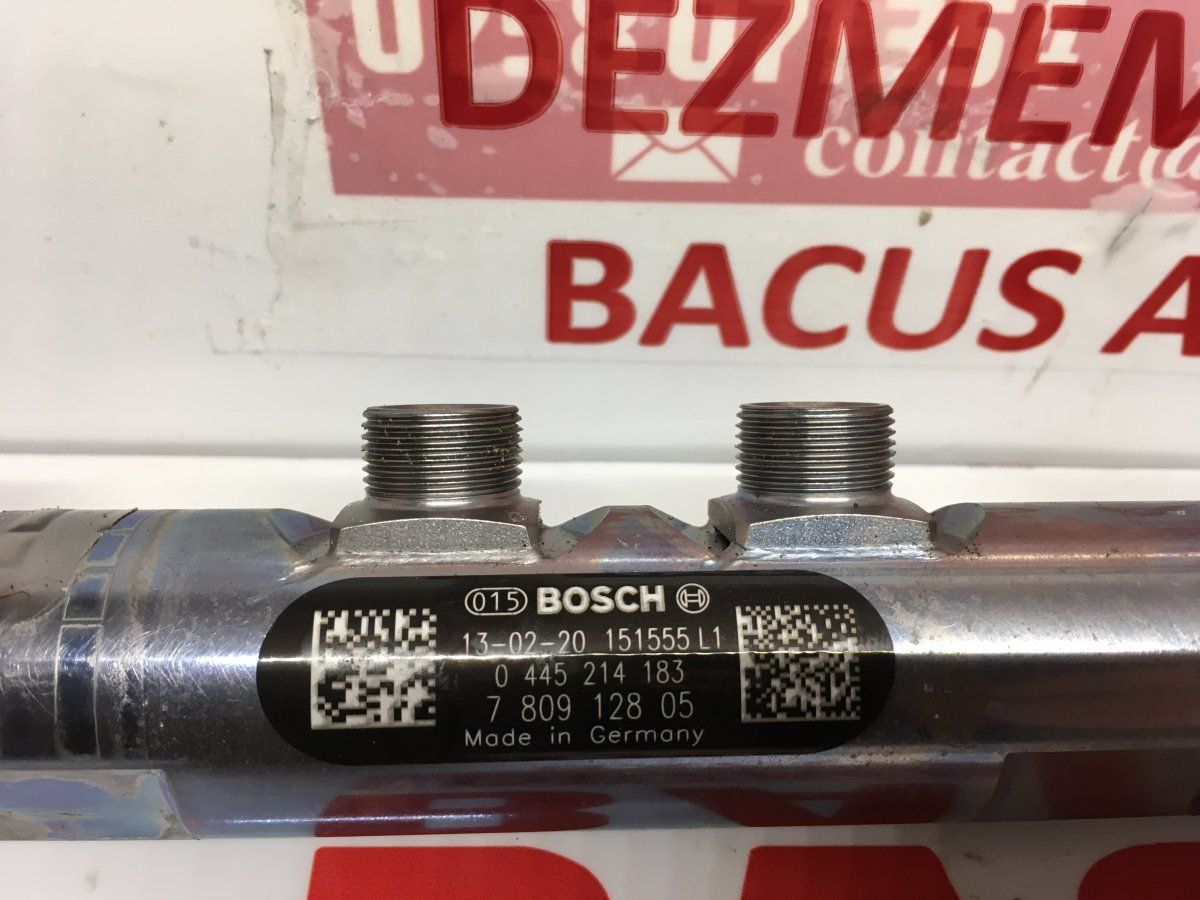 DEZMEM
contact@
BACUS A
015 BOSCH
13-02-20 151555 L1
0 445 214 183
7 809 128 05
Made in Germany